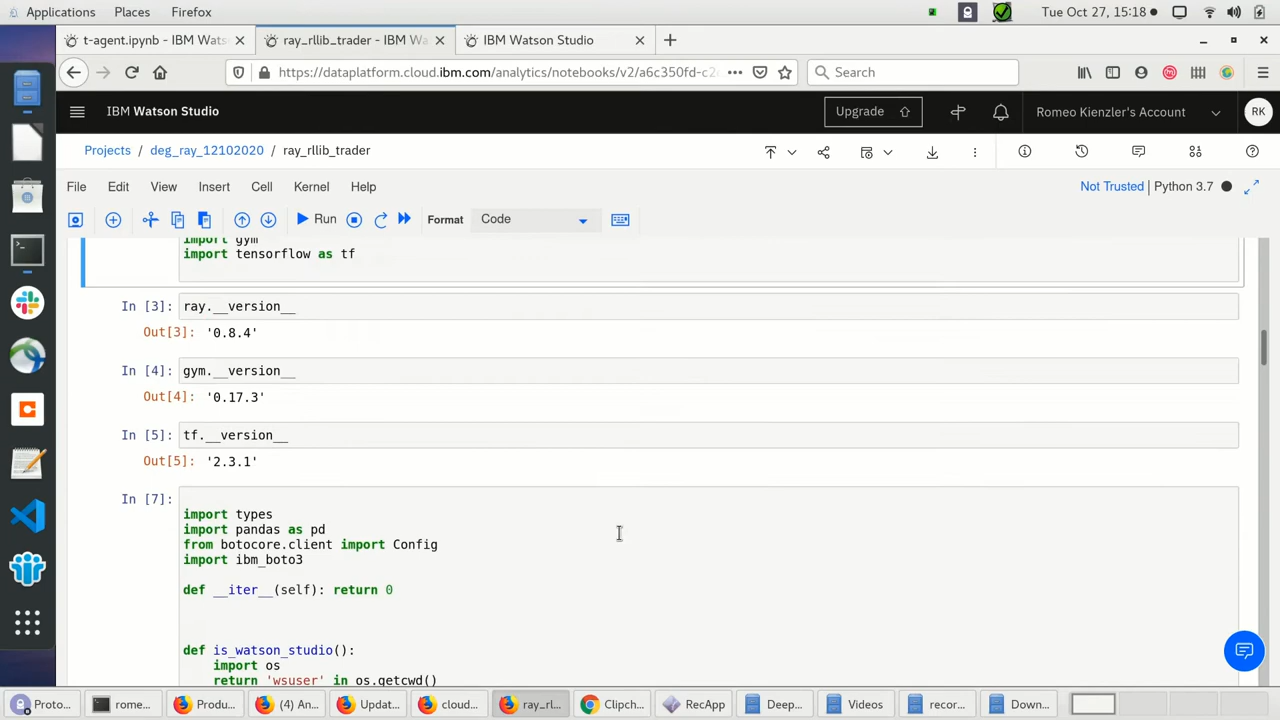 Applications Places Firefox Tue Oct 27, 15:18
t-agent.ipynb - IBM Wats
ray_rllib_trader - IBM Wa
IBM Watson Studio
https://dataplatform.cloud.ibm.com/analytics/notebooks/v2/a6c350fd-c2
Search
IBM Watson Studio
Upgrade
Romeo Kienzler's Account
RK
Projects / deg_ray_12102020 / ray_rllib_trader
File Edit View Insert Cell Kernel Help
Not Trusted | Python 3.7
Run
Format
Code
import gym
import tensorflow as tf
In [3]: ray.__version__
Out[3]: '0.8.4'
In [4]: gym.__version__
Out[4]: '0.17.3'
In [5]: tf.__version__
Out[5]: '2.3.1'
In [7]:
import types
import pandas as pd
from botocore.client import Config
import ibm_boto3
def __iter__(self): return 0
def is_watson_studio():
import os
return 'wsuser' in os.getcwd()
Proto...
rome...
Produ...
(4) (n...
Updat...
cloud...
ray_rl...
Clipch...
RecApp
Deep...
Videos
recor...
Down...